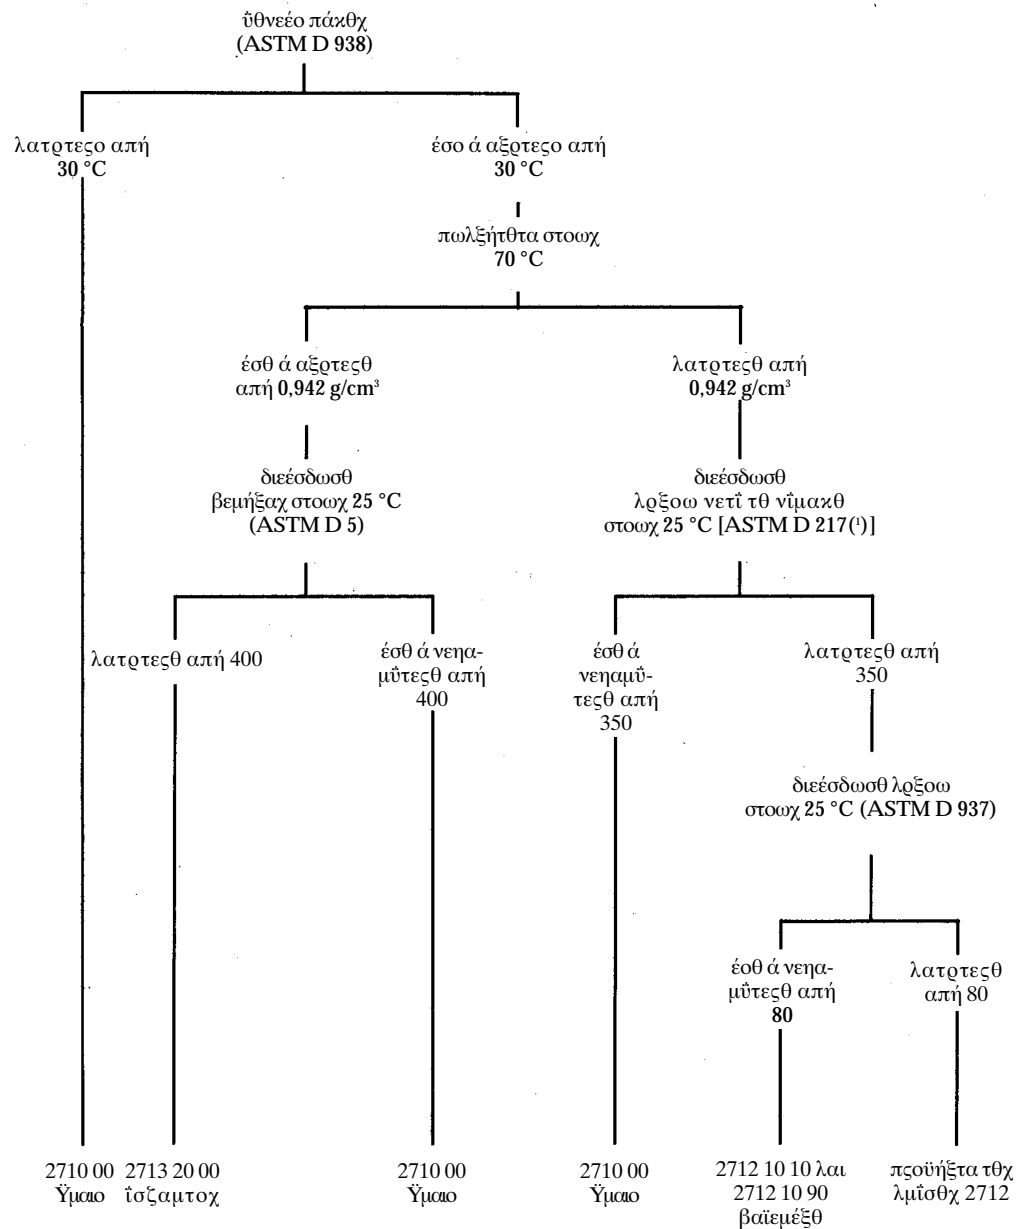 ΰθνεέο πάκθχ
(ASTM D 938)
λατρτεςο απή
30 °C
έσο ά αξρτεςο απή
30 °C
πωλξήτθτα στοωχ
70 °C
έσθ ά αξρτεςθ
απή 0,942 g/cm³
λατρτεςθ απή
0,942 g/cm³
διεέσδωσθ
βεμήξαχ στοωχ 25 °C
(ASTM D 5)
διεέσδωσθ
λρξοω νετΐ τθ νΐμακθ
στοωχ 25 °C [ASTM D 217(¹)]
λατρτεςθ απή 400
έσθ ά νεηα-
μΰτεςθ απή
400
έσθ ά
νεηαμΰ-
τεςθ απή
350
λατρτεςθ απή
350
διεέσδωσθ λρξοω
στοωχ 25 °C (ASTM D 937)
έοθ ά νεηα-
μΰτεςθ απή
80
λατρτεςθ
απή 80
2710 00
Ϋμαιο
2713 20 00
ΐσζαμτοχ
2710 00
Ϋμαιο
2710 00
Ϋμαιο
2712 10 10 λαι
2712 10 90
βαϊεμέξθ
πςοϋήξτα τθχ
λμΐσθχ 2712